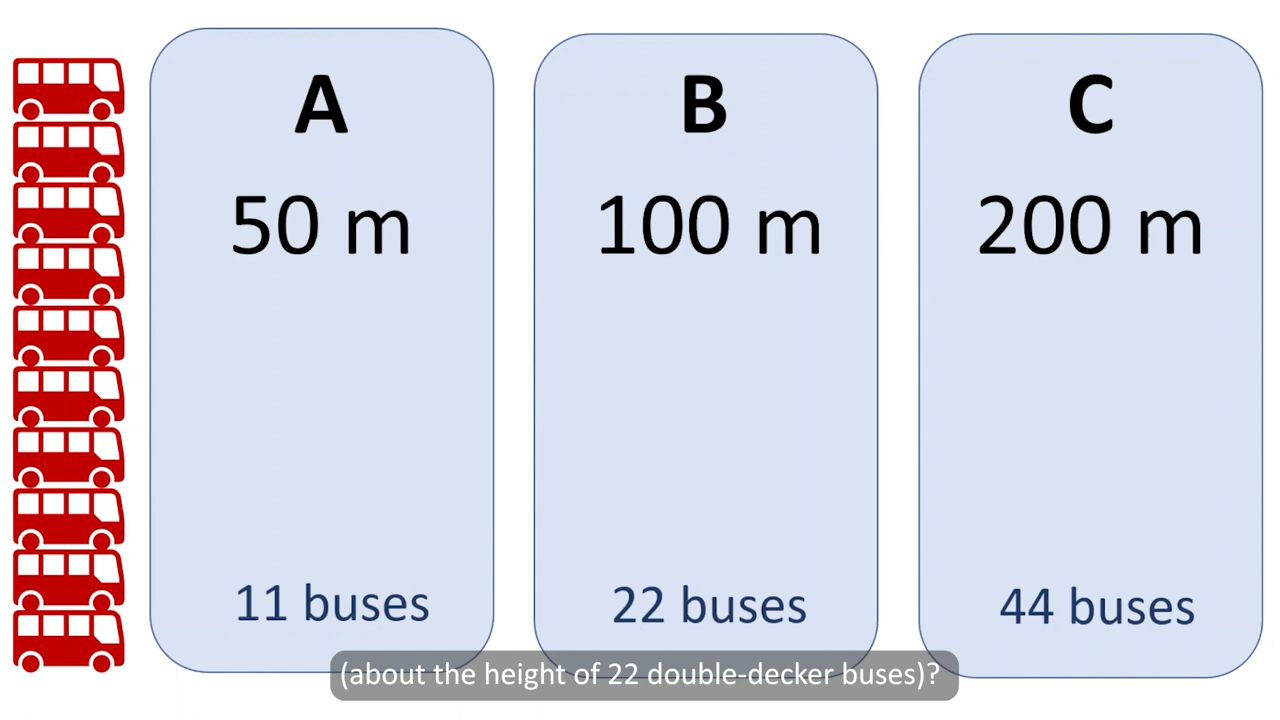 A
50 m
11 buses
B
100 m
22 buses
C
200 m
44 buses
(about the height of 22 double-decker buses)?